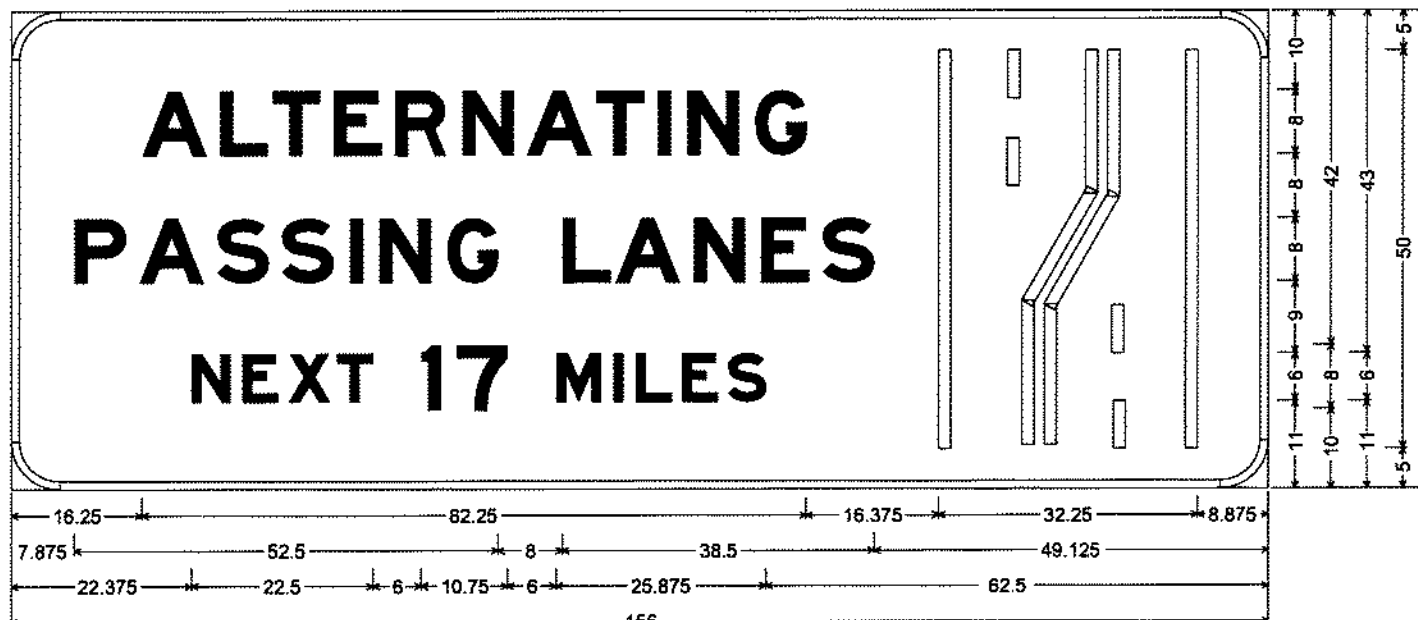 ALTERNATING
PASSING LANES
NEXT 17 MILES
10 8 8 8 9 6 11
42 8 10
43 6 11
5 50 5
16.25 82.25 16.375 32.25 8.875
7.875 52.5 8 38.5 49.125
22.375 22.5 6 10.75 6 25.875 62.5
156